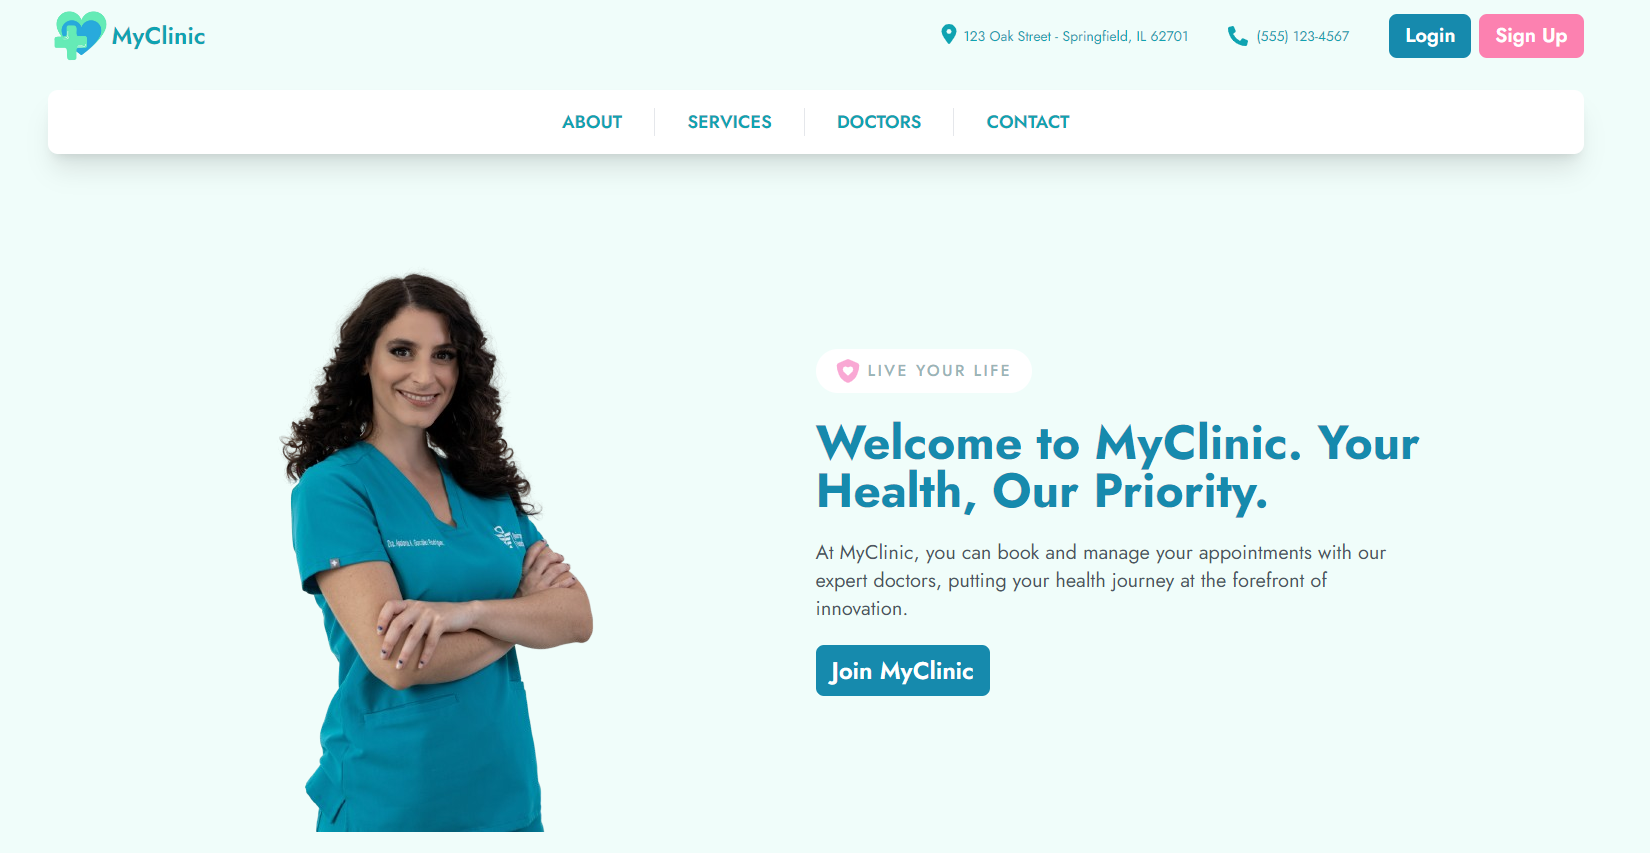 MyClinic
123 Oak Street - Springfield, IL 62701
(555) 123-4567
Login
Sign Up
ABOUT
SERVICES
DOCTORS
CONTACT
LIVE YOUR LIFE
Welcome to MyClinic. Your
Health, Our Priority.
At MyClinic, you can book and manage your appointments with our
expert doctors, putting your health journey at the forefront of
innovation.
Join MyClinic